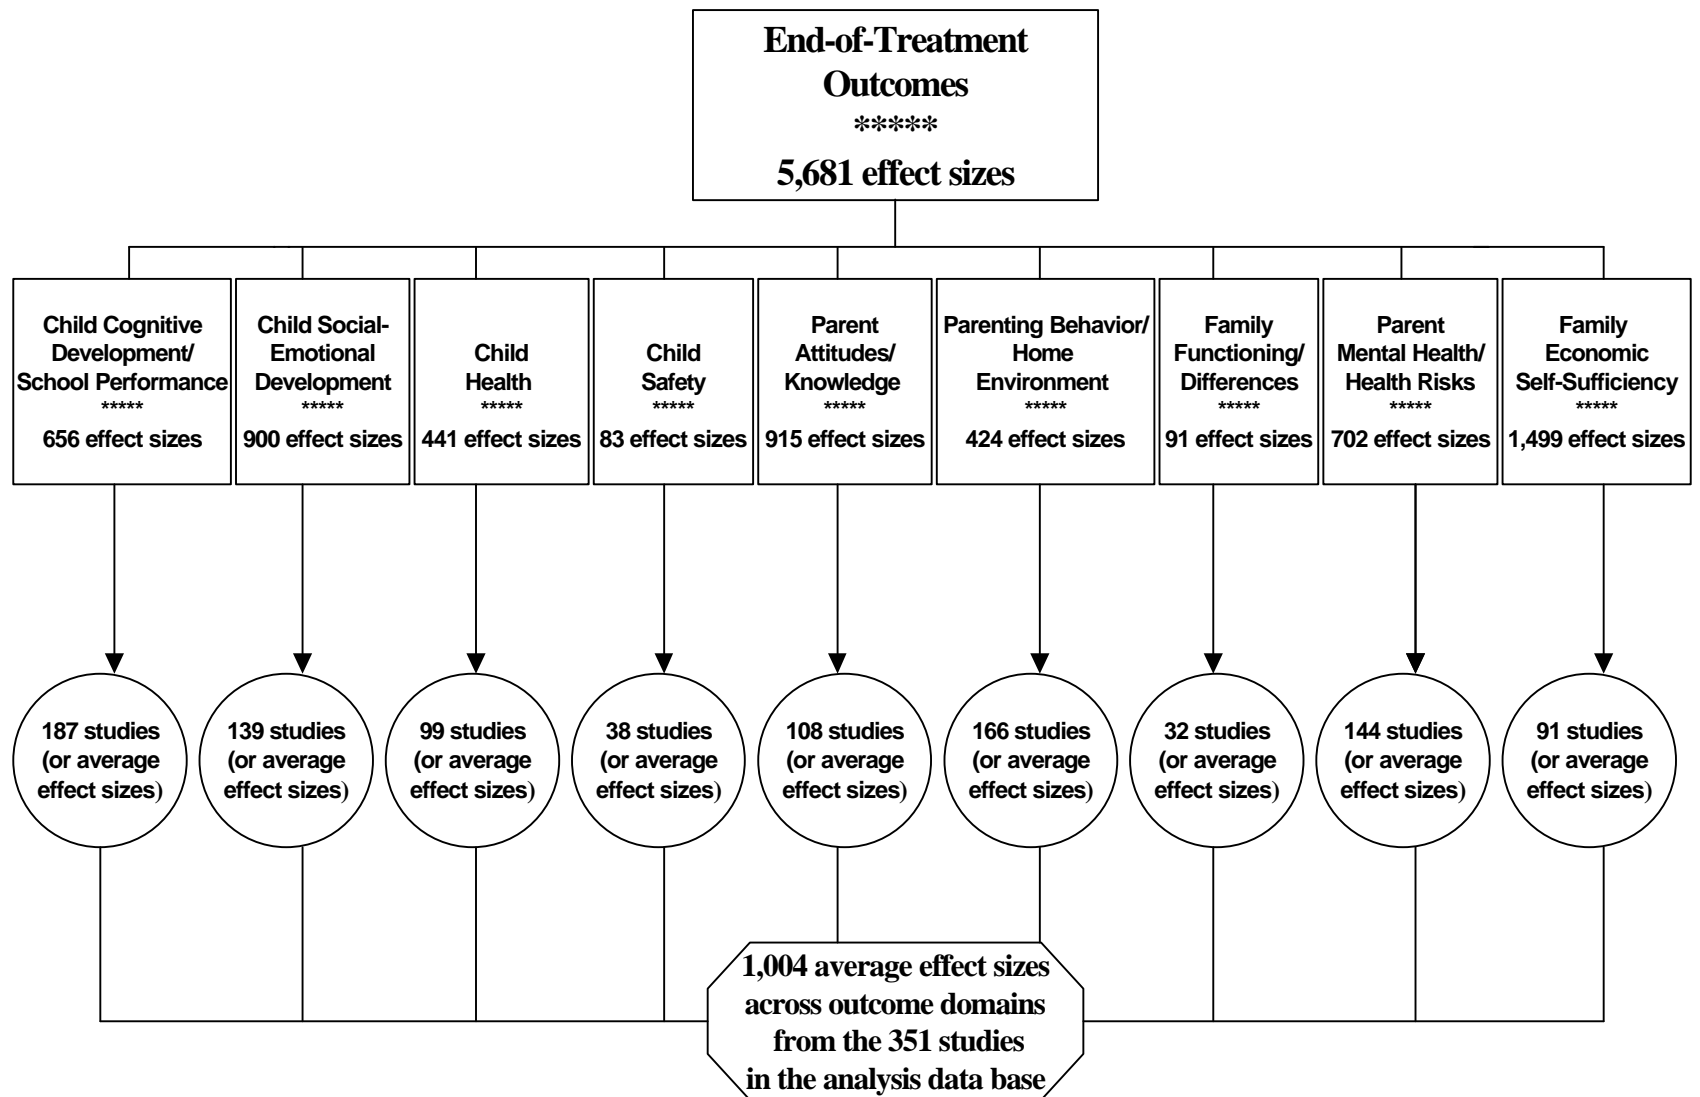 End-of-Treatment
Outcomes
*****
5,681 effect sizes
Child Cognitive
Development/
School Performance
*****
656 effect sizes
Child Social-
Emotional
Development
*****
900 effect sizes
Child
Health
*****
441 effect sizes
Child
Safety
*****
83 effect sizes
Parent
Attitudes/
Knowledge
*****
915 effect sizes
Parenting Behavior/
Home
Environment
*****
424 effect sizes
Family
Functioning/
Differences
*****
91 effect sizes
Parent
Mental Health/
Health Risks
*****
702 effect sizes
Family
Economic
Self-Sufficiency
*****
1,499 effect sizes
187 studies
(or average
effect sizes)
139 studies
(or average
effect sizes)
99 studies
(or average
effect sizes)
38 studies
(or average
effect sizes)
108 studies
(or average
effect sizes)
166 studies
(or average
effect sizes)
32 studies
(or average
effect sizes)
144 studies
(or average
effect sizes)
91 studies
(or average
effect sizes)
1,004 average effect sizes
across outcome domains
from the 351 studies
in the analysis data base